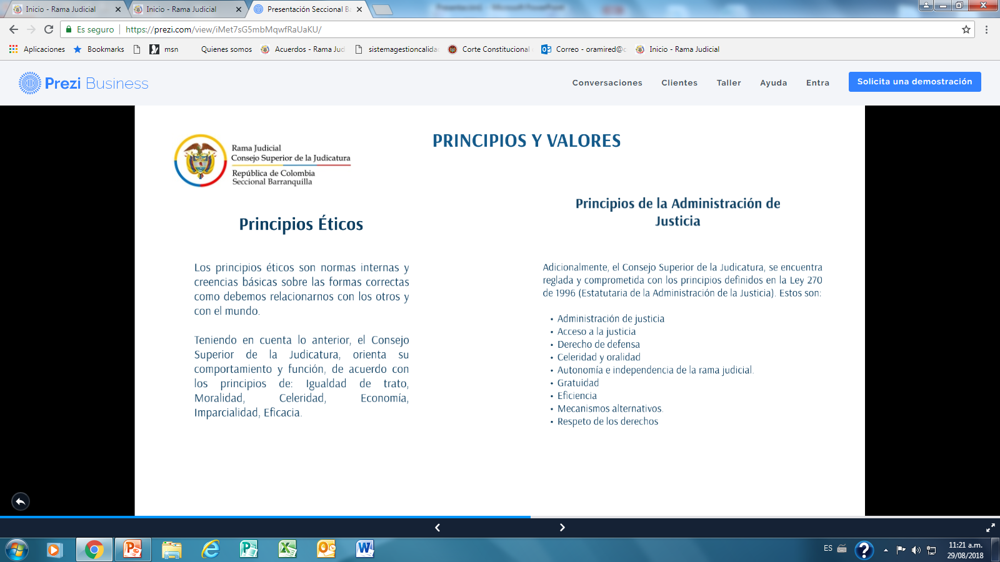 Inicio - Rama Judicial
Inicio - Rama Judicial
Presentación Seccional Ba
Es seguro
https://prezi.com/view/iMet7sG5mbMqwfRaUaKU/
Aplicaciones
Bookmarks
msn
Quienes somos
Acuerdos - Rama Jud
sistemagestioncalida
Corte Constitucional
Correo - oramired@c
Inicio - Rama Judicial
Prezi Business
Conversaciones
Clientes
Taller
Ayuda
Entra
Solicita una demostración
Rama Judicial
Consejo Superior de la Judicatura
República de Colombia
Seccional Barranquilla
PRINCIPIOS Y VALORES
Principios Éticos
Los principios éticos son normas internas y
creencias básicas sobre las formas correctas
como debemos relacionarnos con los otros y
con el mundo.
Teniendo en cuenta lo anterior, el Consejo
Superior de la Judicatura, orienta su
comportamiento y función, de acuerdo con
los principios de: Igualdad de trato,
Moralidad, Celeridad, Economía,
Imparcialidad, Eficacia.
Principios de la Administración de
Justicia
Adicionalmente, el Consejo Superior de la Judicatura, se encuentra
reglada y comprometida con los principios definidos en la Ley 270
de 1996 (Estatutaria de la Administración de la Justicia). Estos son:
• Administración de justicia
• Acceso a la justicia
• Derecho de defensa
• Celeridad y oralidad
• Autonomía e independencia de la rama judicial.
• Gratuidad
• Eficiencia
• Mecanismos alternativos.
• Respeto de los derechos
ES
11:21 a.m.
29/08/2018